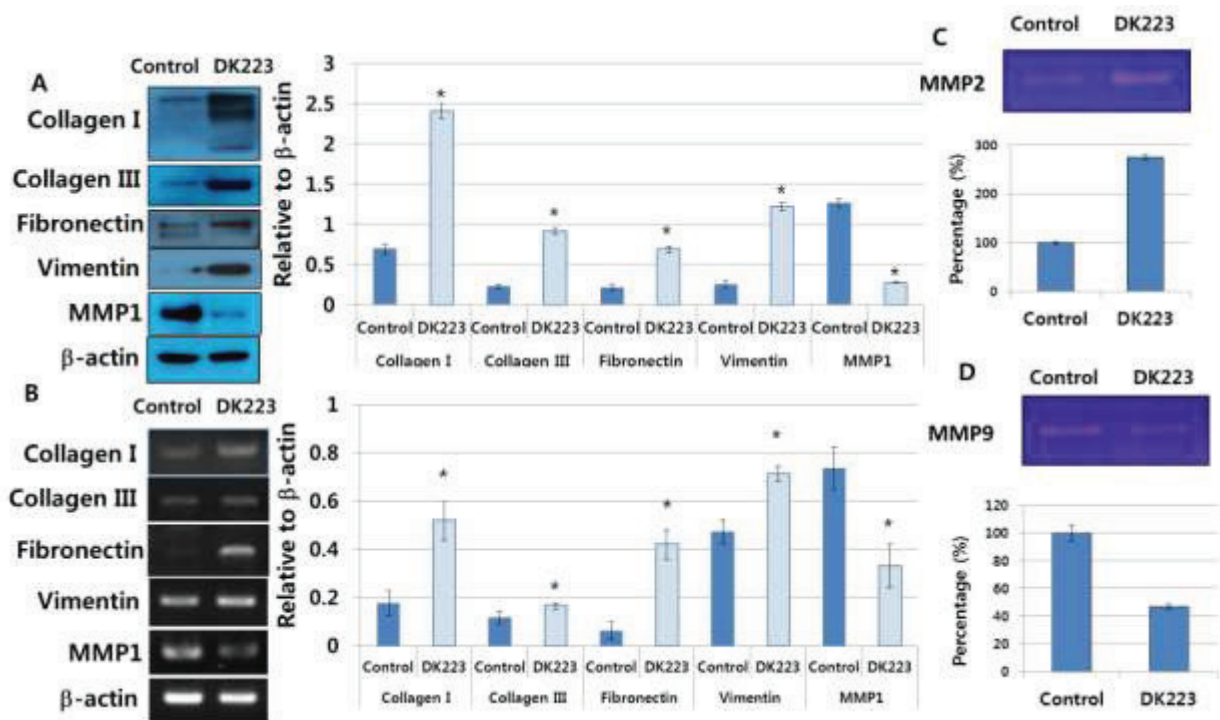 A
Control DK223
Collagen I
Collagen III
Fibronectin
Vimentin
MMP1
β-actin
Relative to β-actin
3
2.5
2
1.5
1
0.5
0
* * * * *
Control DK223 Control DK223 Control DK223 Control DK223 Control DK223
Collagen I Collagen III Fibronectin Vimentin MMP1
B
Control DK223
Collagen I
Collagen III
Fibronectin
Vimentin
MMP1
β-actin
Relative to β-actin
1
0.8
0.6
0.4
0.2
0
* * * * *
Control DK223 Control DK223 Control DK223 Control DK223 Control DK223
Collagen I Collagen III Fibronectin Vimentin MMP1
C
Control DK223
MMP2
Percentage (%)
300
200
100
0
Control DK223
D
Control DK223
MMP9
Percentage (%)
120
100
80
60
40
20
0
Control DK223